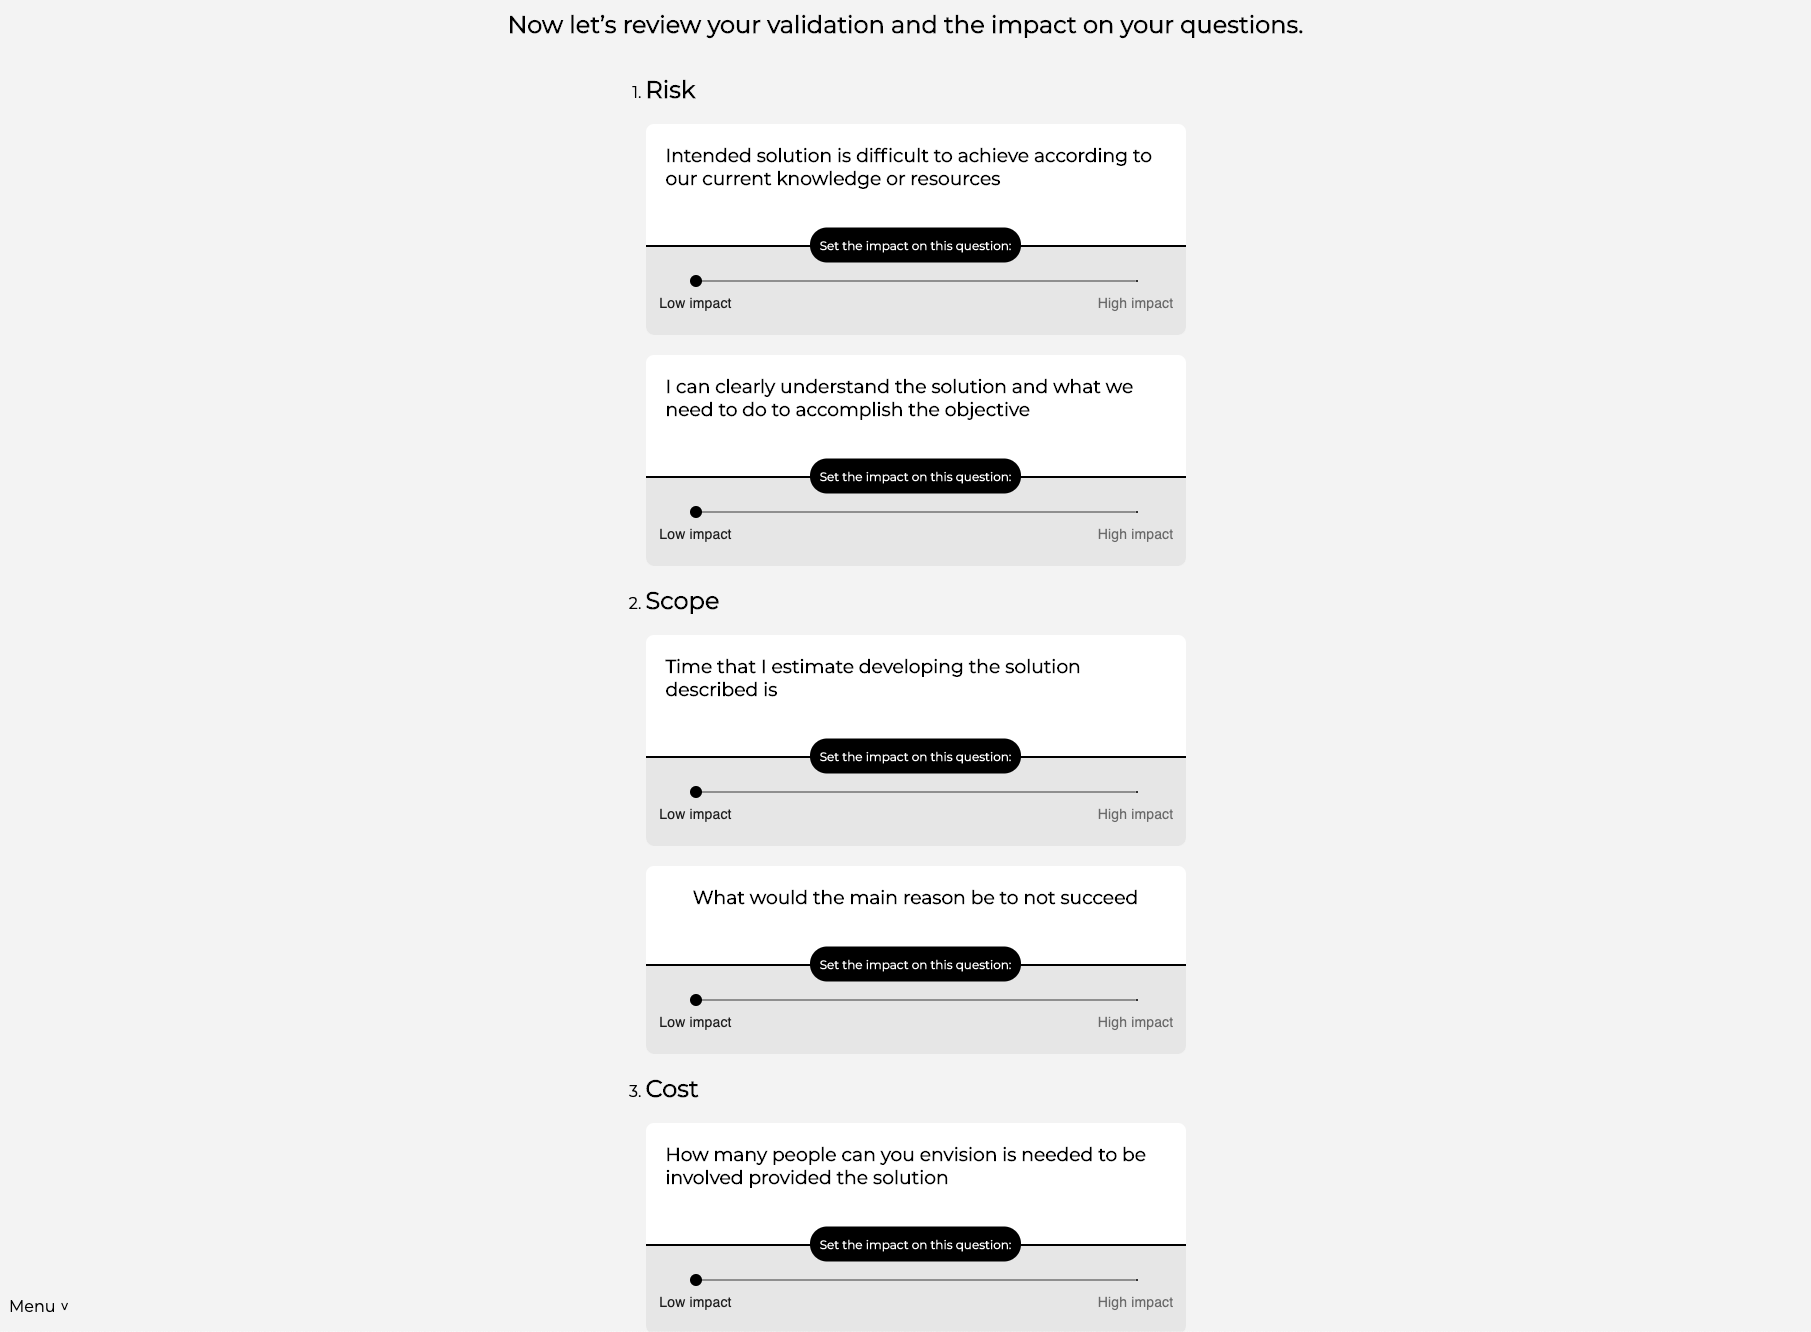 Now let’s review your validation and the impact on your questions.
1. Risk
Intended solution is difficult to achieve according to
our current knowledge or resources
Set the impact on this question:
Low impact
High impact
I can clearly understand the solution and what we
need to do to accomplish the objective
Set the impact on this question:
Low impact
High impact
2. Scope
Time that I estimate developing the solution
described is
Set the impact on this question:
Low impact
High impact
What would the main reason be to not succeed
Set the impact on this question:
Low impact
High impact
3. Cost
How many people can you envision is needed to be
involved provided the solution
Set the impact on this question:
Low impact
High impact
Menu v